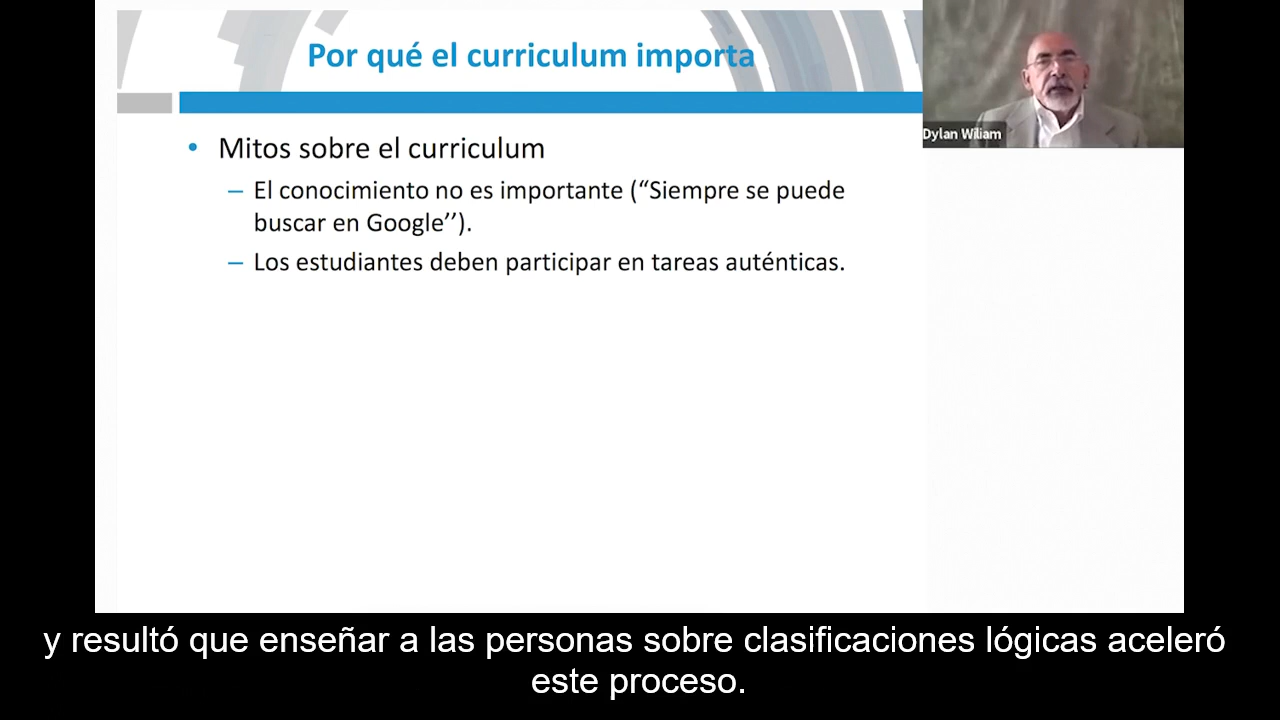 Por qué el curriculum importa
Dylan Wiliam
• Mitos sobre el curriculum
– El conocimiento no es importante (“Siempre se puede
buscar en Google’’).
– Los estudiantes deben participar en tareas auténticas.
y resultó que enseñar a las personas sobre clasificaciones lógicas aceleró
este proceso.